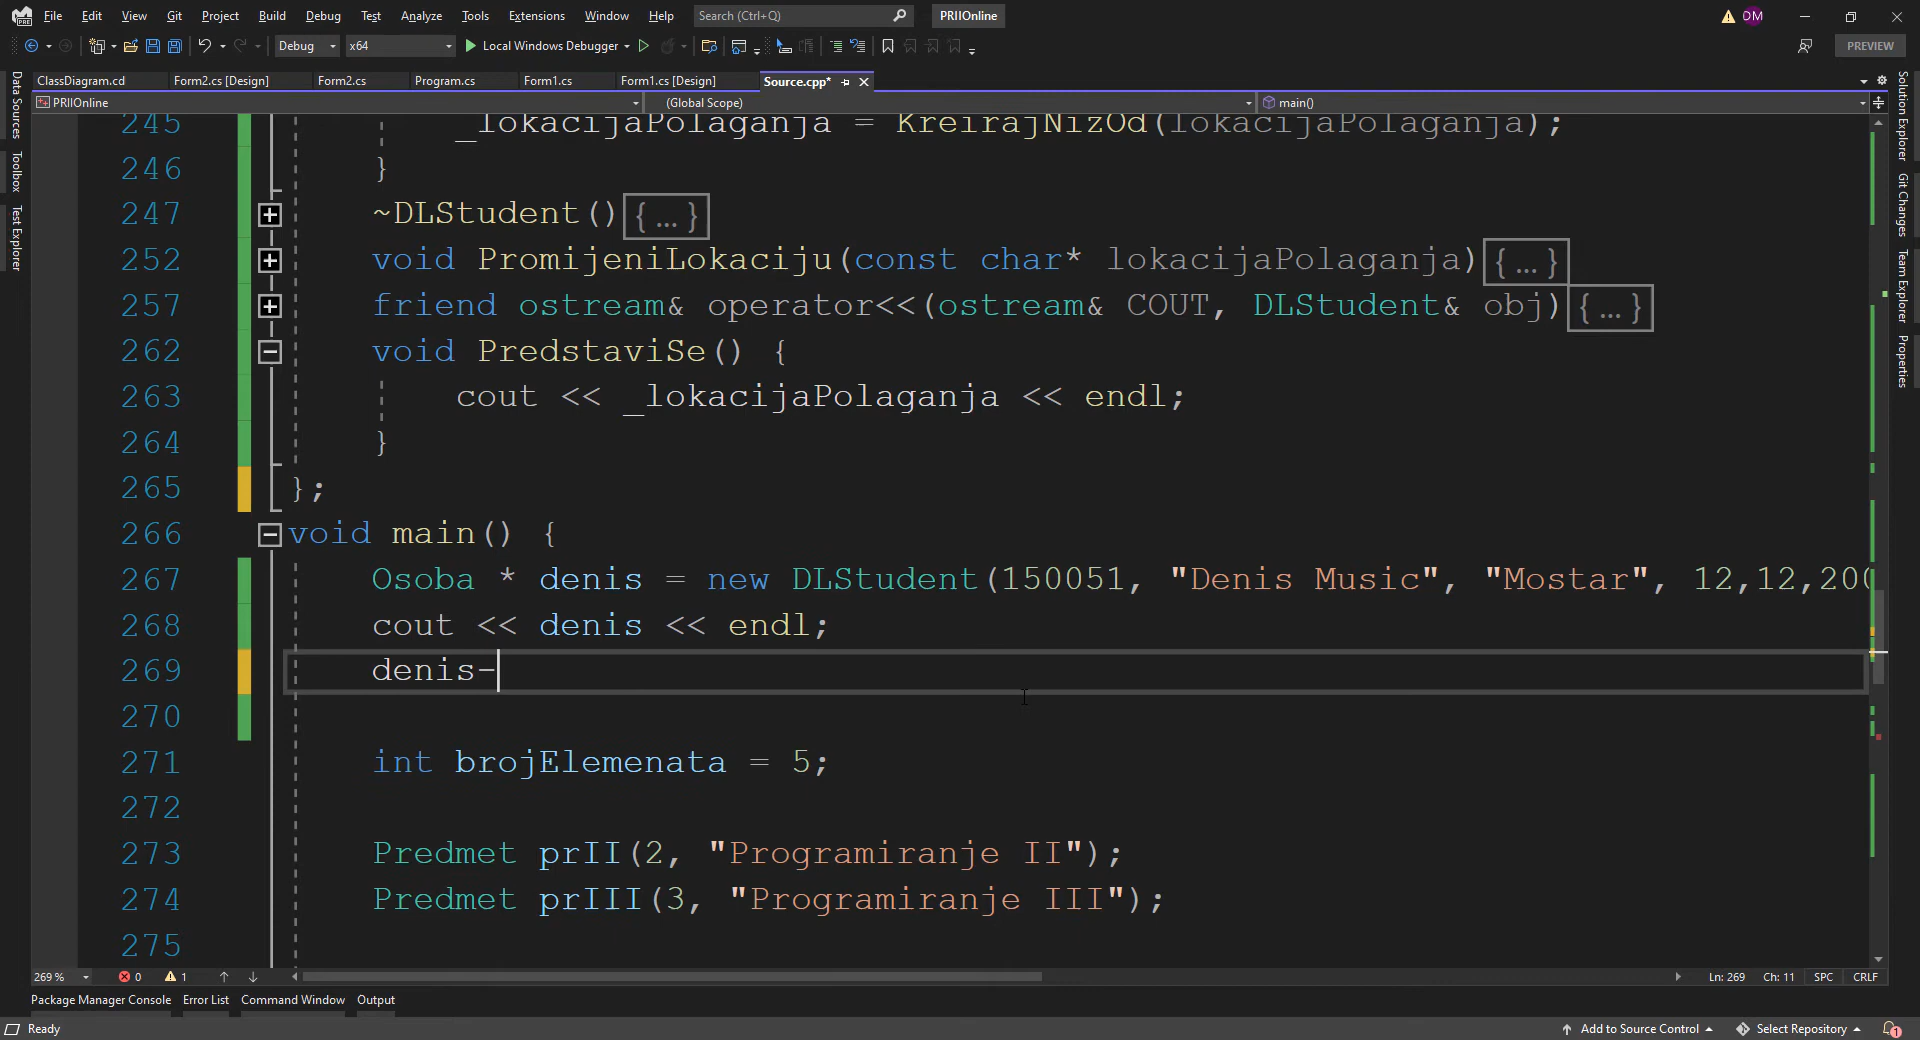 File Edit View Git Project Build Debug Test Analyze Tools Extensions Window Help Search (Ctrl+Q) PRIIOnline DM
Debug x64 Local Windows Debugger PREVIEW
ClassDiagram.cd Form2.cs [Design] Form2.cs Program.cs Form1.cs Form1.cs [Design] Source.cpp*
PRIIOnline (Global Scope) main()
Data Sources
Toolbox
Test Explorer
Solution Explorer
Git Changes
Team Explorer
Properties
245 _lokacijaPolaganja = KreirajNizOd(lokacijaPolaganja);
246 }
247 ~DLStudent(){ ... }
252 void PromijeniLokaciju(const char* lokacijaPolaganja){ ... }
257 friend ostream& operator<<(ostream& COUT, DLStudent& obj){ ... }
262 void PredstaviSe() {
263 cout << _lokacijaPolaganja << endl;
264 }
265 };
266 void main() {
267 Osoba * denis = new DLStudent(150051, "Denis Music", "Mostar", 12,12,200
268 cout << denis << endl;
269 denis-
270
271 int brojElemenata = 5;
272
273 Predmet prII(2, "Programiranje II");
274 Predmet prIII(3, "Programiranje III");
275
269 % 0 1 Ln: 269 Ch: 11 SPC CRLF
Package Manager Console Error List Command Window Output
Ready Add to Source Control Select Repository 1